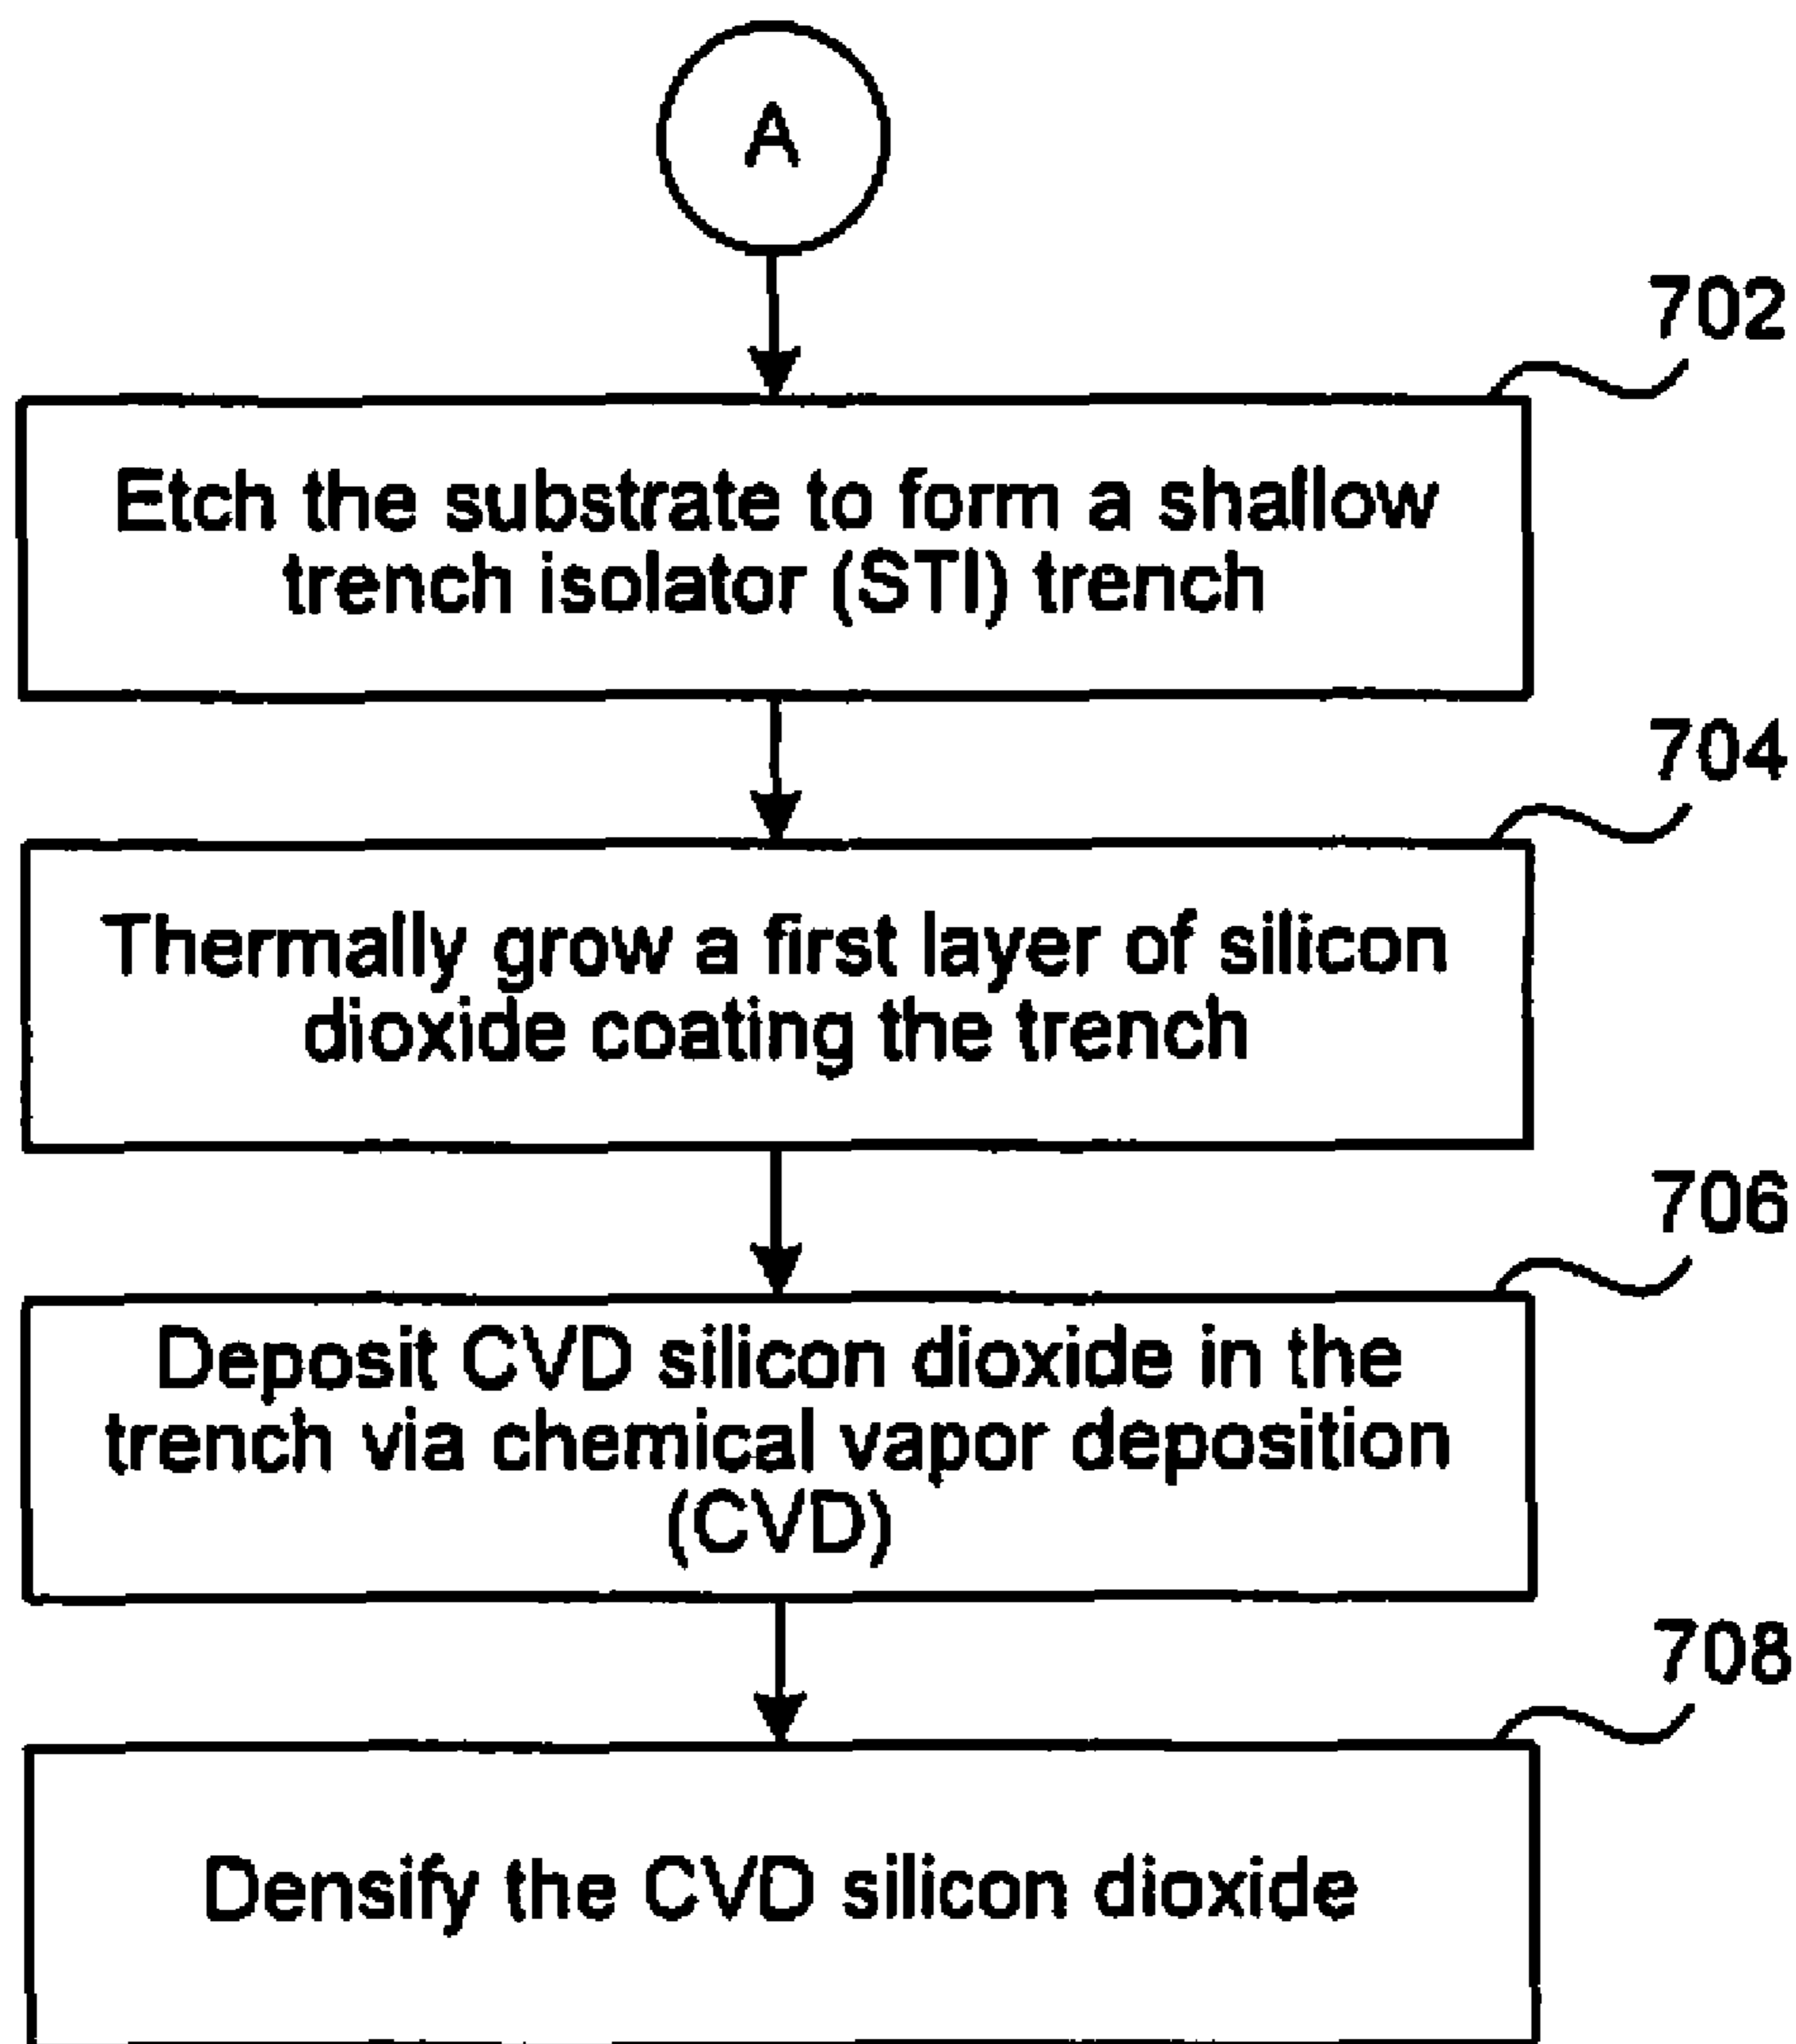 A
702
Etch the substrate to form a shallow
trench isolator (STI) trench
704
Thermally grow a first layer of silicon
dioxide coating the trench
706
Deposit CVD silicon dioxide in the
trench via chemical vapor deposition
(CVD)
708
Densify the CVD silicon dioxide